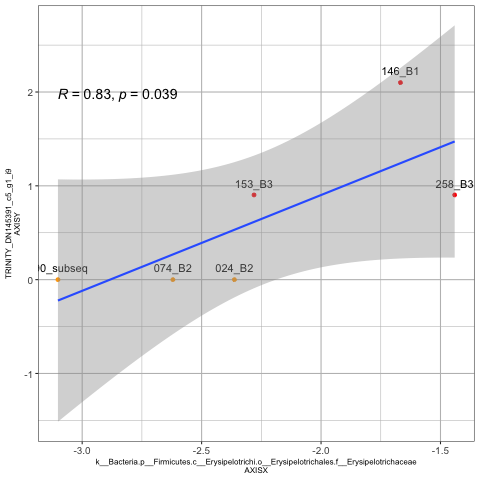 146_B1
R = 0.83, p = 0.039
153_B3
258_B3
0_subseq
074_B2
024_B2
2
1
0
-1
TRINITY_DN145391_c5_g1_i9
AXISY
-3.0
-2.5
-2.0
-1.5
k__Bacteria.p__Firmicutes.c__Erysipelotrichi.o__Erysipelotrichales.f__Erysipelotrichaceae
AXISX